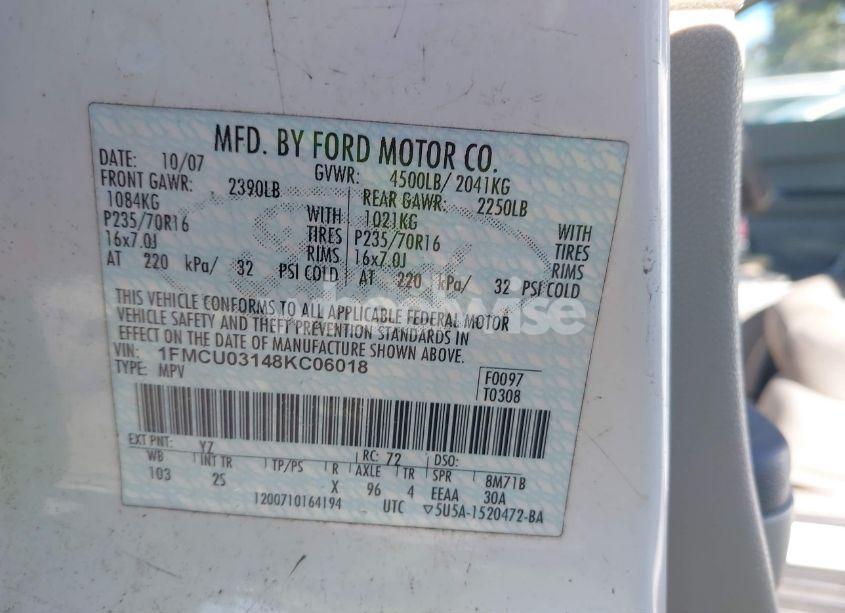 MFD. BY FORD MOTOR CO.
DATE: 10/07 GVWR: 4500LB/ 2041KG
FRONT GAWR: 2390LB REAR GAWR: 2250LB
1084KG WITH 1021KG WITH
P235/70R16 TIRES P235/70R16 TIRES
16x7.0J RIMS 16x7.0J RIMS
AT 220 kPa/ 32 PSI COLD AT 220 kPa/ 32 PSI COLD
THIS VEHICLE CONFORMS TO ALL APPLICABLE FEDERAL MOTOR
VEHICLE SAFETY AND THEFT PREVENTION STANDARDS IN
EFFECT ON THE DATE OF MANUFACTURE SHOWN ABOVE.
VIN: 1FMCU03148KC06018
TYPE: MPV
F0097
T0308
EXT PNT: YZ RC: 72 DSO:
WB INT TR TP/PS R AXLE TR SPR 8M71B
103 2S X 96 4 EEAA 30A
1200710164194 UTC ▽5U5A-1520472-BA